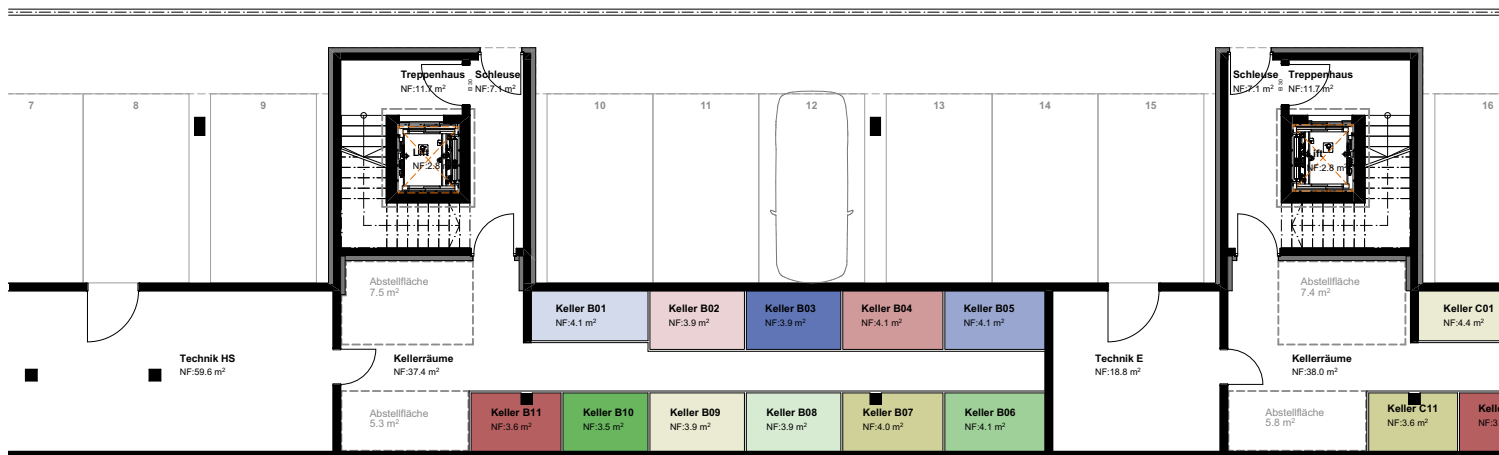 Treppenhaus
NF:11.7 m²
Schleuse
NF:7.1 m²
B 30
Schleuse
NF:7.1 m²
B 30
Treppenhaus
NF:11.7 m²
7
8
9
10
11
12
13
14
15
16
Lift
NF:2.8 m
Lift
NF:2.8 m²
Abstellfläche
7.5 m²
Abstellfläche
7.4 m²
Keller B01
NF:4.1 m²
Keller B02
NF:3.9 m²
Keller B03
NF:3.9 m²
Keller B04
NF:4.1 m²
Keller B05
NF:4.1 m²
Keller C01
NF:4.4 m²
Technik HS
NF:59.6 m²
Kellerräume
NF:37.4 m²
Technik E
NF:18.8 m²
Kellerräume
NF:38.0 m²
Abstellfläche
5.3 m²
Keller B11
NF:3.6 m²
Keller B10
NF:3.5 m²
Keller B09
NF:3.9 m²
Keller B08
NF:3.9 m²
Keller B07
NF:4.0 m²
Keller B06
NF:4.1 m²
Abstellfläche
5.8 m²
Keller C11
NF:3.6 m²